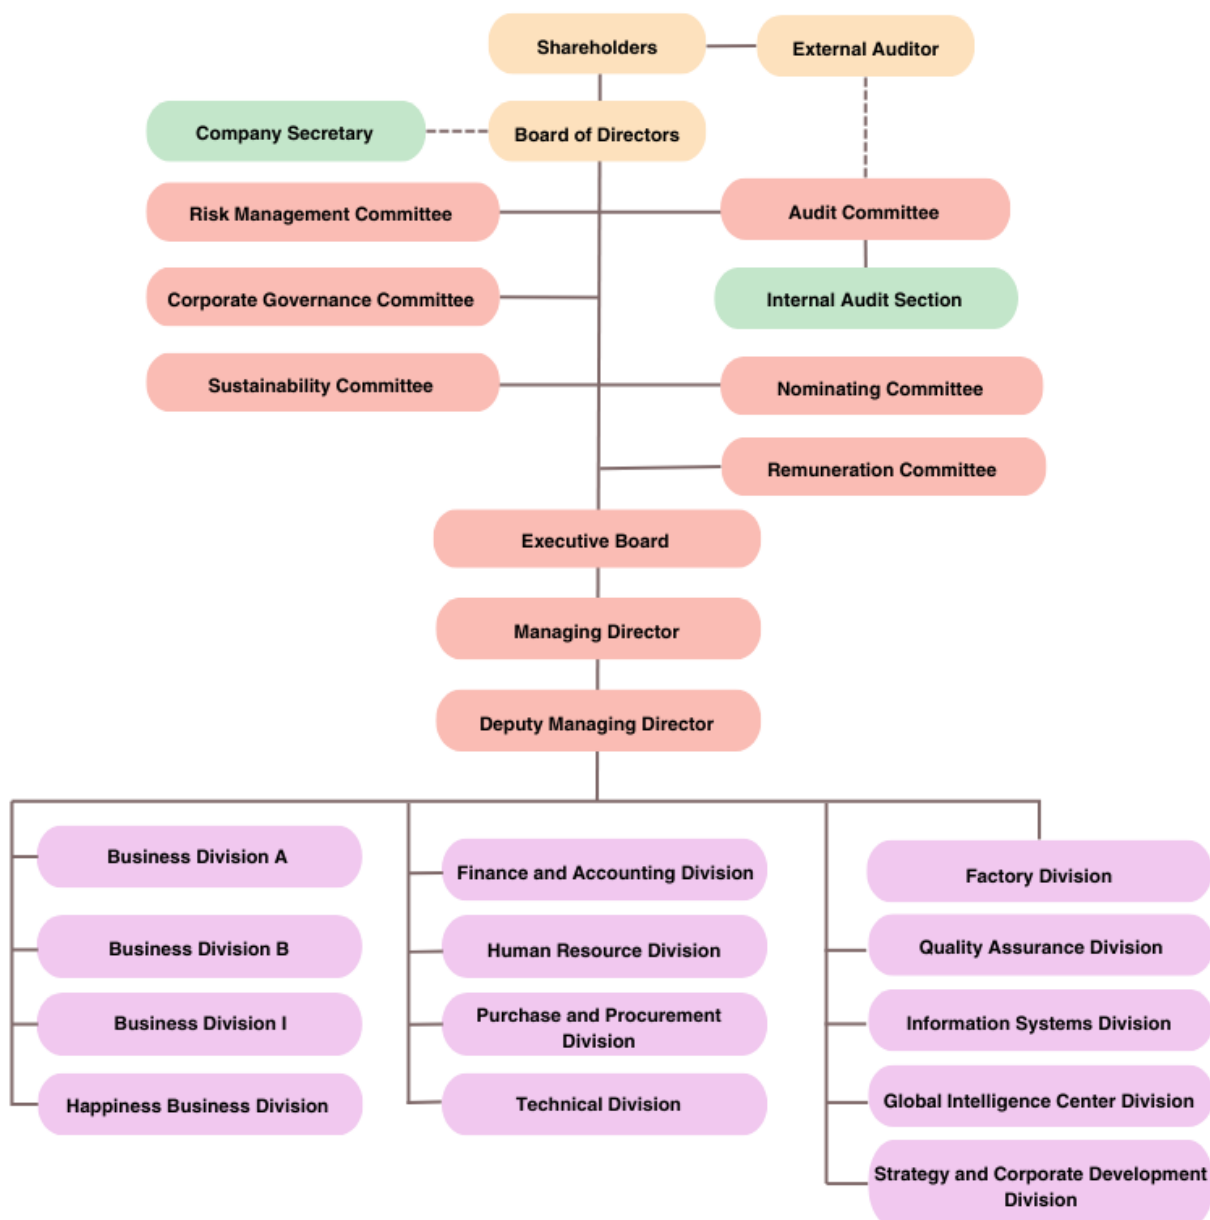 Shareholders
External Auditor
Company Secretary
Board of Directors
Risk Management Committee
Audit Committee
Corporate Governance Committee
Internal Audit Section
Sustainability Committee
Nominating Committee
Remuneration Committee
Executive Board
Managing Director
Deputy Managing Director
Business Division A
Business Division B
Business Division I
Happiness Business Division
Finance and Accounting Division
Human Resource Division
Purchase and Procurement
Division
Technical Division
Factory Division
Quality Assurance Division
Information Systems Division
Global Intelligence Center Division
Strategy and Corporate Development
Division